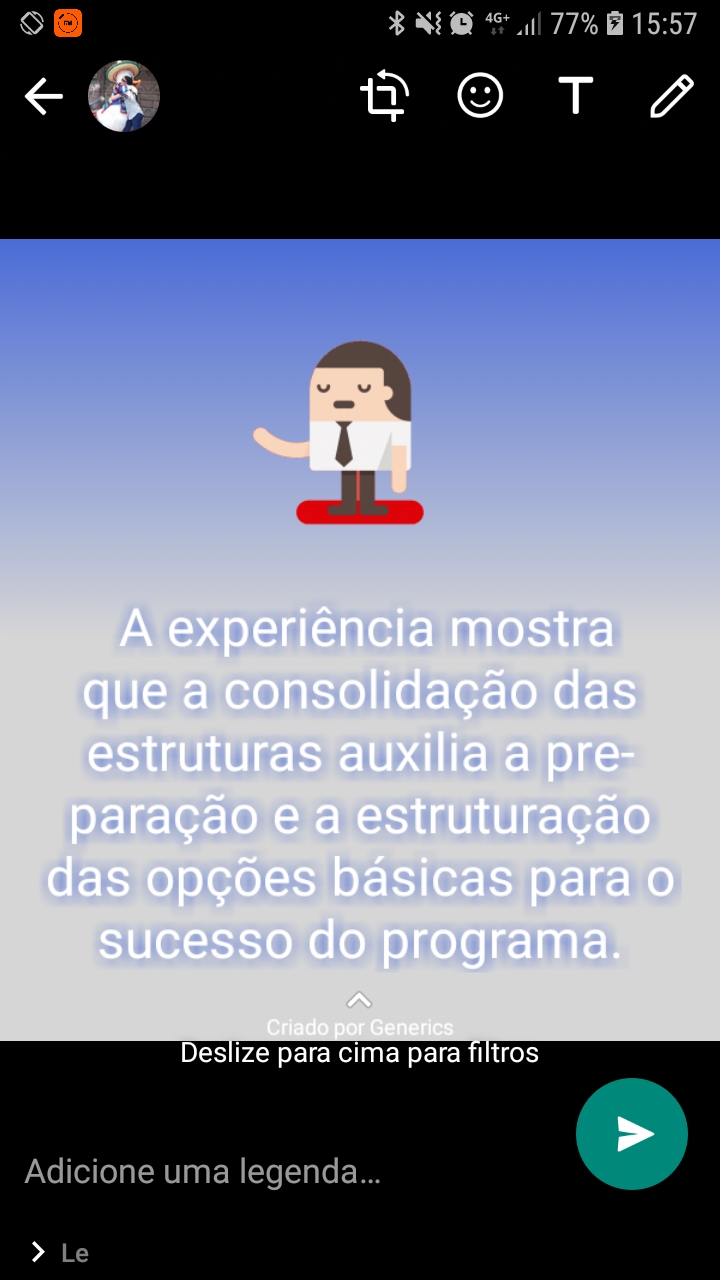 4G+ 77% 15:57
T
A experiência mostra
que a consolidação das
estruturas auxilia a pre-
paração e a estruturação
das opções básicas para o
sucesso do programa.
Criado por Generics
Deslize para cima para filtros
Adicione uma legenda...
Le